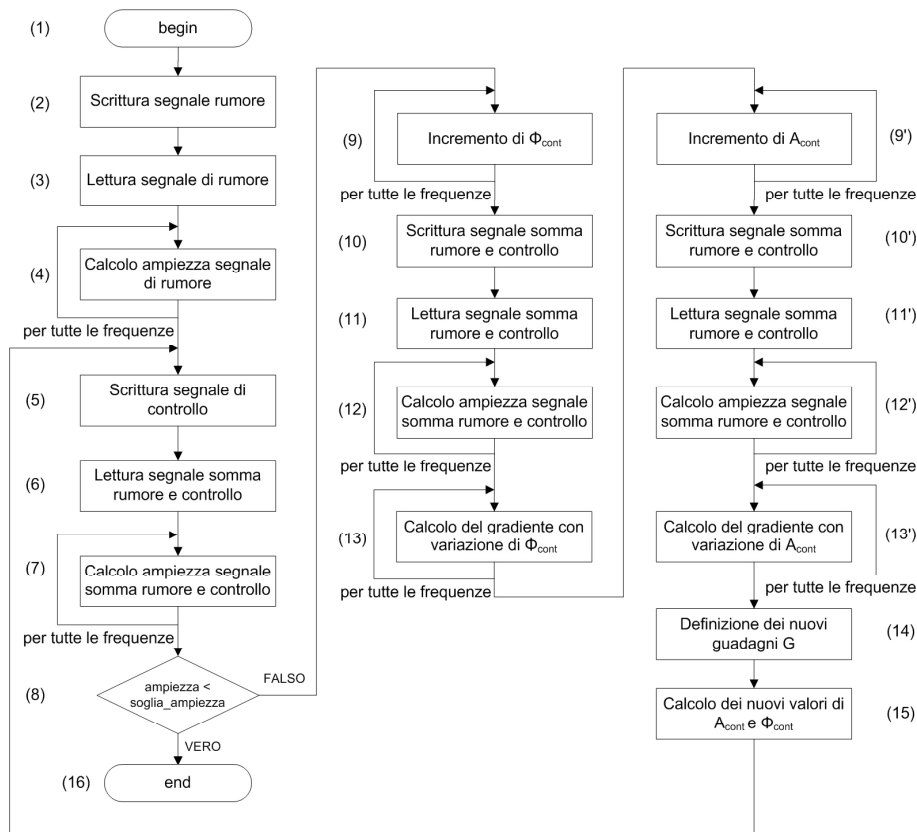 (1)
begin
(2)
Scrittura segnale rumore
(3)
Lettura segnale di rumore
(4)
Calcolo ampiezza segnale
di rumore
per tutte le frequenze
(5)
Scrittura segnale di
controllo
(6)
Lettura segnale somma
rumore e controllo
(7)
Calcolo ampiezza segnale
somma rumore e controllo
per tutte le frequenze
(8)
ampiezza <
soglia_ampiezza
FALSO
VERO
(16)
end
(9)
Incremento di Φcont
per tutte le frequenze
(10)
Scrittura segnale somma
rumore e controllo
(11)
Lettura segnale somma
rumore e controllo
(12)
Calcolo ampiezza segnale
somma rumore e controllo
per tutte le frequenze
(13)
Calcolo del gradiente con
variazione di Φcont
per tutte le frequenze
(9')
Incremento di Acont
per tutte le frequenze
(10')
Scrittura segnale somma
rumore e controllo
(11')
Lettura segnale somma
rumore e controllo
(12')
Calcolo ampiezza segnale
somma rumore e controllo
per tutte le frequenze
(13')
Calcolo del gradiente con
variazione di Acont
per tutte le frequenze
(14)
Definizione dei nuovi
guadagni G
(15)
Calcolo dei nuovi valori di
Acont e Φcont